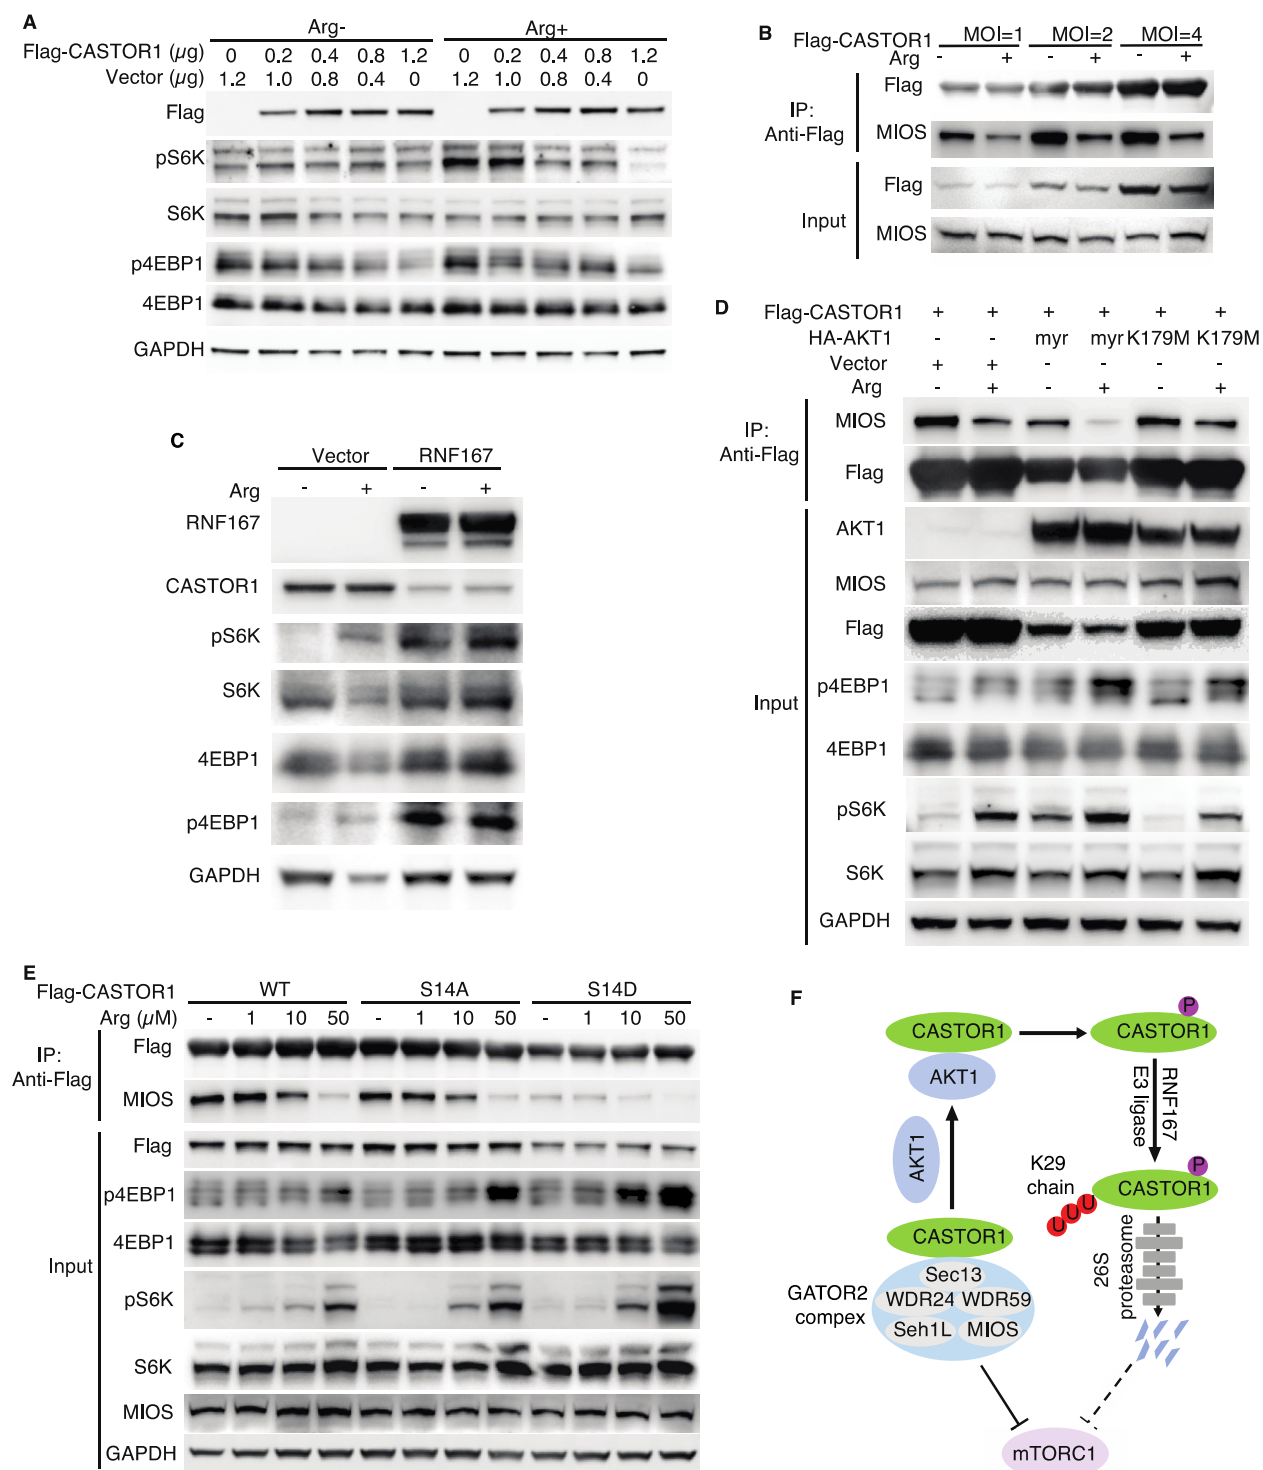 A
Arg- Arg+
Flag-CASTOR1 (µg) 0 0.2 0.4 0.8 1.2 0 0.2 0.4 0.8 1.2
Vector (µg) 1.2 1.0 0.8 0.4 0 1.2 1.0 0.8 0.4 0
Flag
pS6K
S6K
p4EBP1
4EBP1
GAPDH
B
Flag-CASTOR1 MOI=1 MOI=2 MOI=4
Arg - + - + - +
IP:
Anti-Flag
Flag
MIOS
Input
Flag
MIOS
C
Vector RNF167
Arg - + - +
RNF167
CASTOR1
pS6K
S6K
4EBP1
p4EBP1
GAPDH
D
Flag-CASTOR1 + + + + + +
HA-AKT1 - - myr myr K179M K179M
Vector + + - - - -
Arg - + - + - +
IP:
Anti-Flag
MIOS
Flag
Input
AKT1
MIOS
Flag
p4EBP1
4EBP1
pS6K
S6K
GAPDH
E
Flag-CASTOR1 WT S14A S14D
Arg (µM) - 1 10 50 - 1 10 50 - 1 10 50
IP:
Anti-Flag
Flag
MIOS
Input
Flag
p4EBP1
4EBP1
pS6K
S6K
MIOS
GAPDH
F
P
CASTOR1 CASTOR1
AKT1
RNF167
E3 ligase
AKT1
K29
chain
P
CASTOR1
U U U
CASTOR1
26S
proteasome
GATOR2
compex
Sec13
WDR24 WDR59
Seh1L MIOS
mTORC1